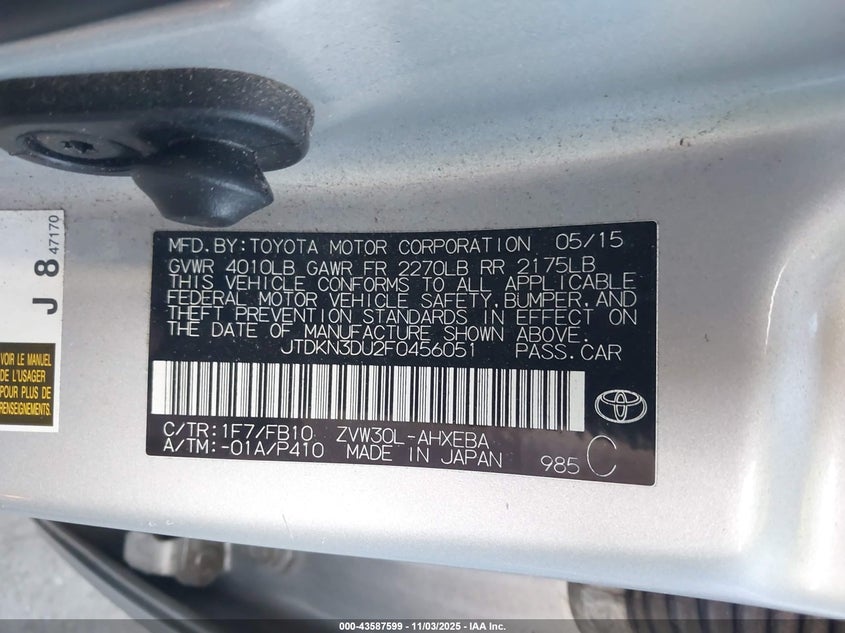 MFD. BY: TOYOTA MOTOR CORPORATION 05/15
GVWR 4010LB GAWR FR 2270LB RR 2175LB
THIS VEHICLE CONFORMS TO ALL APPLICABLE
FEDERAL MOTOR VEHICLE SAFETY, BUMPER, AND
THEFT PREVENTION STANDARDS IN EFFECT ON
THE DATE OF MANUFACTURE SHOWN ABOVE.
JTDKN3DU2F0456051 PASS. CAR
C/TR: 1F7/FB10 ZVW30L-AHXEBA
A/TM: -01A/P410 MADE IN JAPAN 985 C
J 8 47170
VOIR LE MANUEL
DE L'USAGER
POUR PLUS DE
RENSEIGNEMENTS.
000-43587599 - 11/03/2025 - IAA Inc.